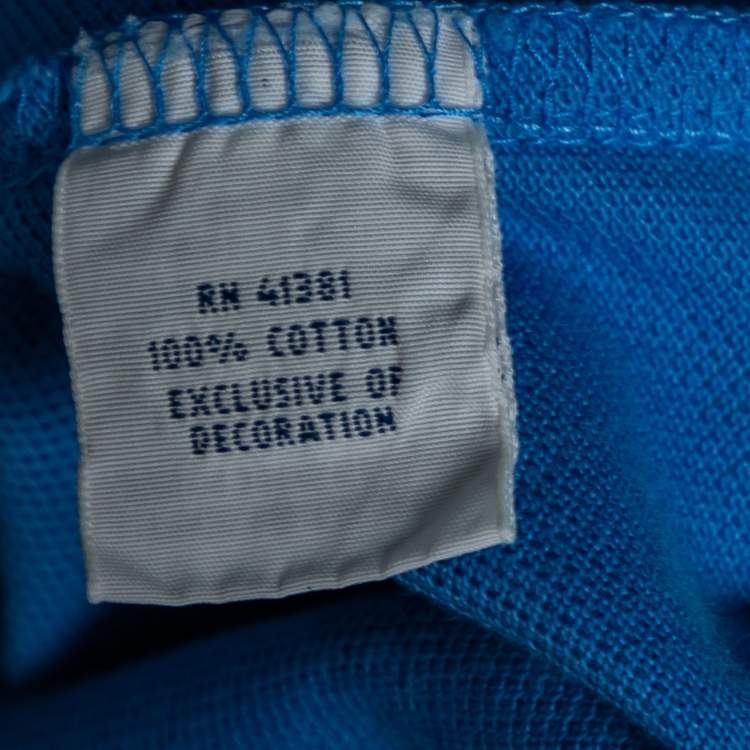 RN 41381
100% COTTON
EXCLUSIVE OF
DECORATION